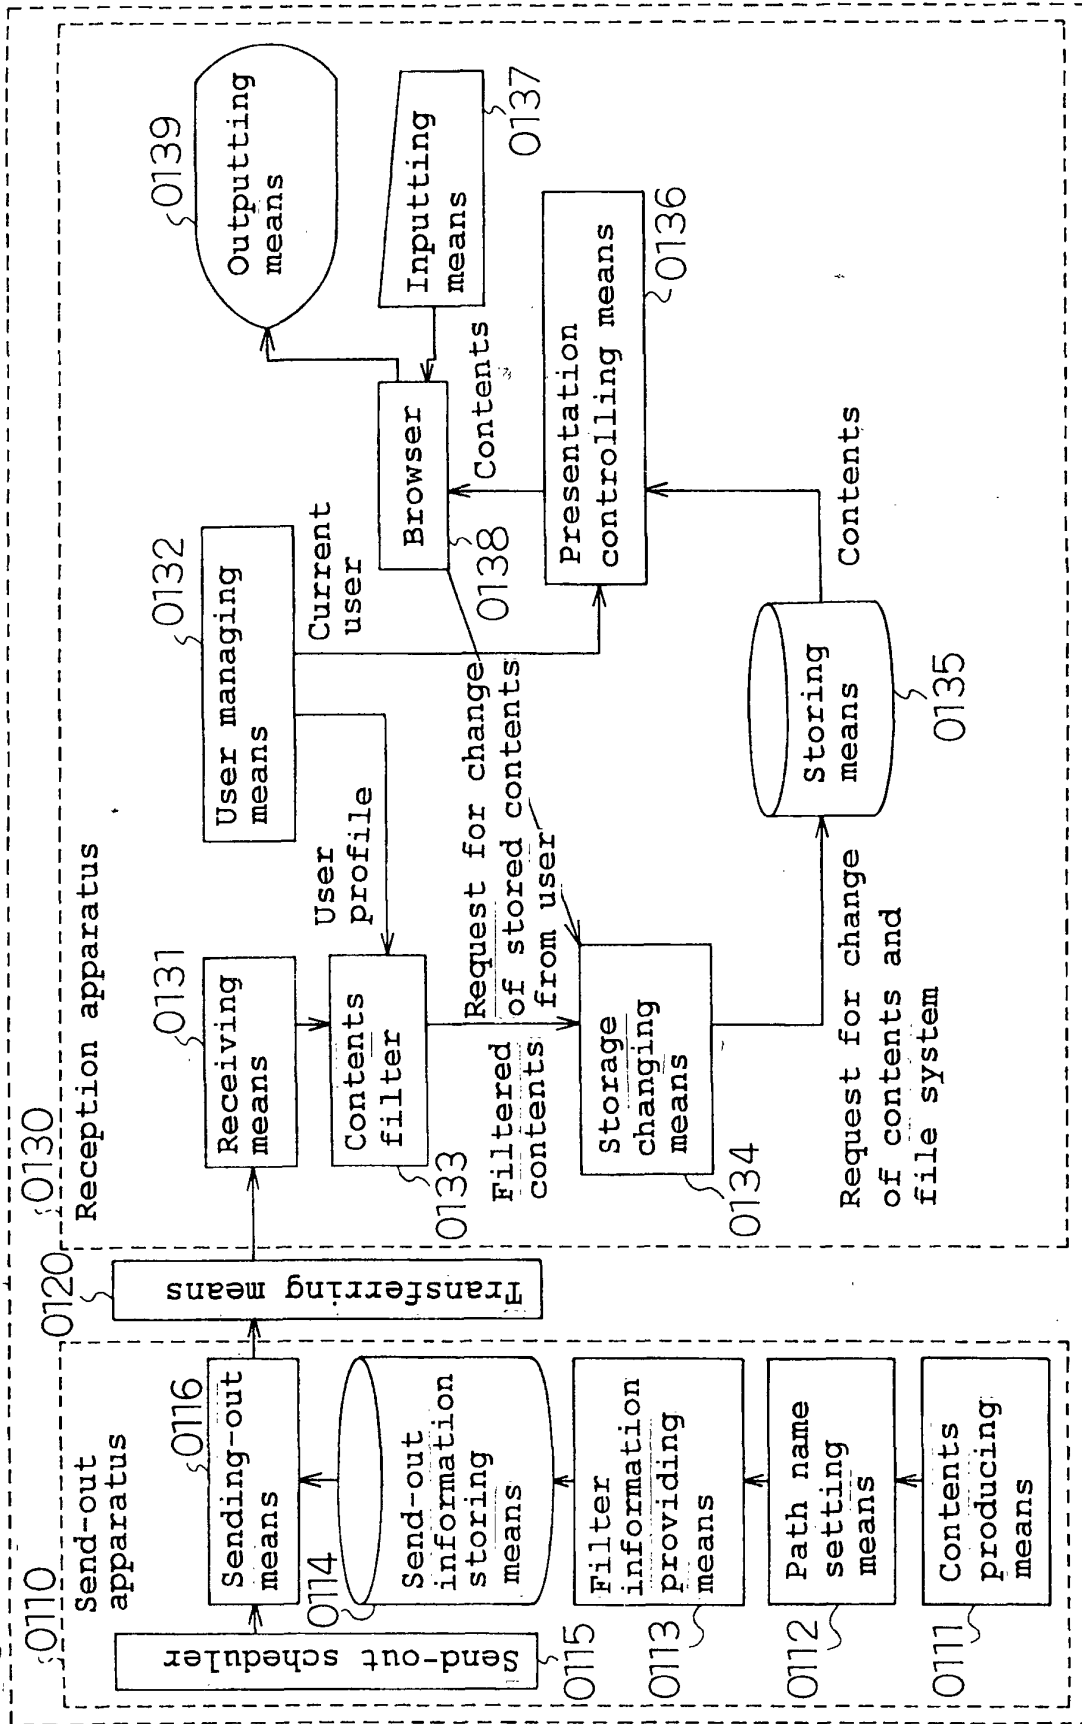 0110
Send-out
apparatus
Send-out scheduler
0115
0116
Sending-out
means
0114
Send-out
information
storing
means
Filter
information
providing
means
0113
Path name
setting
means
0112
Contents
producing
means
0111
0120
Transferring means
0130
Reception apparatus
0131
Receiving
means
0132
User managing
means
0139
Outputting
means
User
profile
Current
user
Contents
filter
0133
Browser
0138
Inputting
means
0137
Contents
Filtered
contents
Request for change
of stored contents
from user
Presentation
controlling means
0136
Storage
changing
means
0134
Storing
means
0135
Contents
Request for change
of contents and
file system